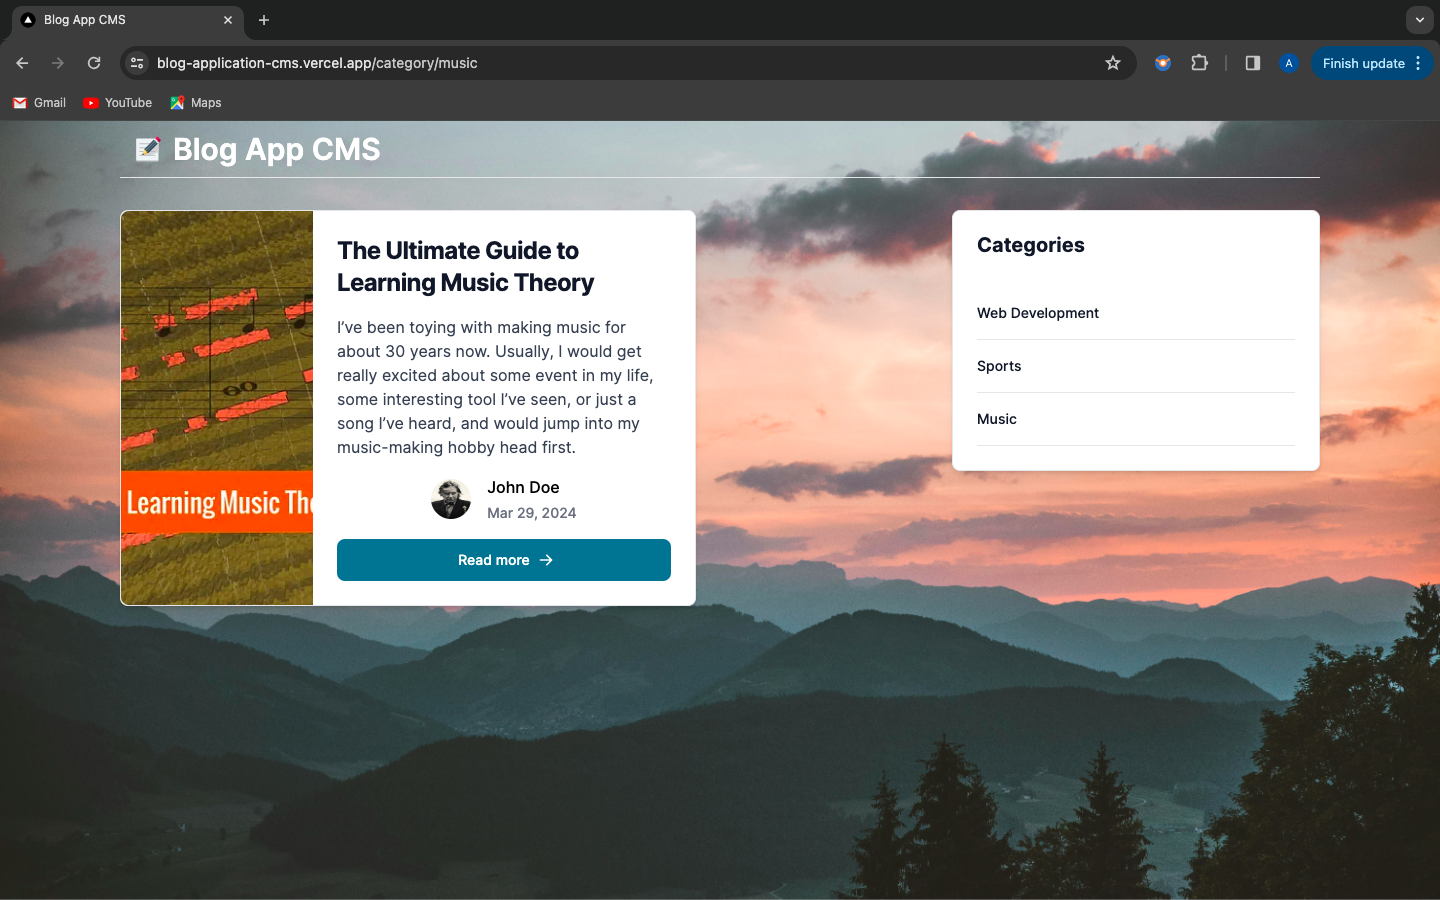 Blog App CMS
blog-application-cms.vercel.app/category/music
A
Finish update
Gmail
YouTube
Maps
Blog App CMS
The Ultimate Guide to
Learning Music Theory
I’ve been toying with making music for
about 30 years now. Usually, I would get
really excited about some event in my life,
some interesting tool I’ve seen, or just a
song I’ve heard, and would jump into my
music-making hobby head first.
Learning Music
John Doe
Mar 29, 2024
Read more
Categories
Web Development
Sports
Music